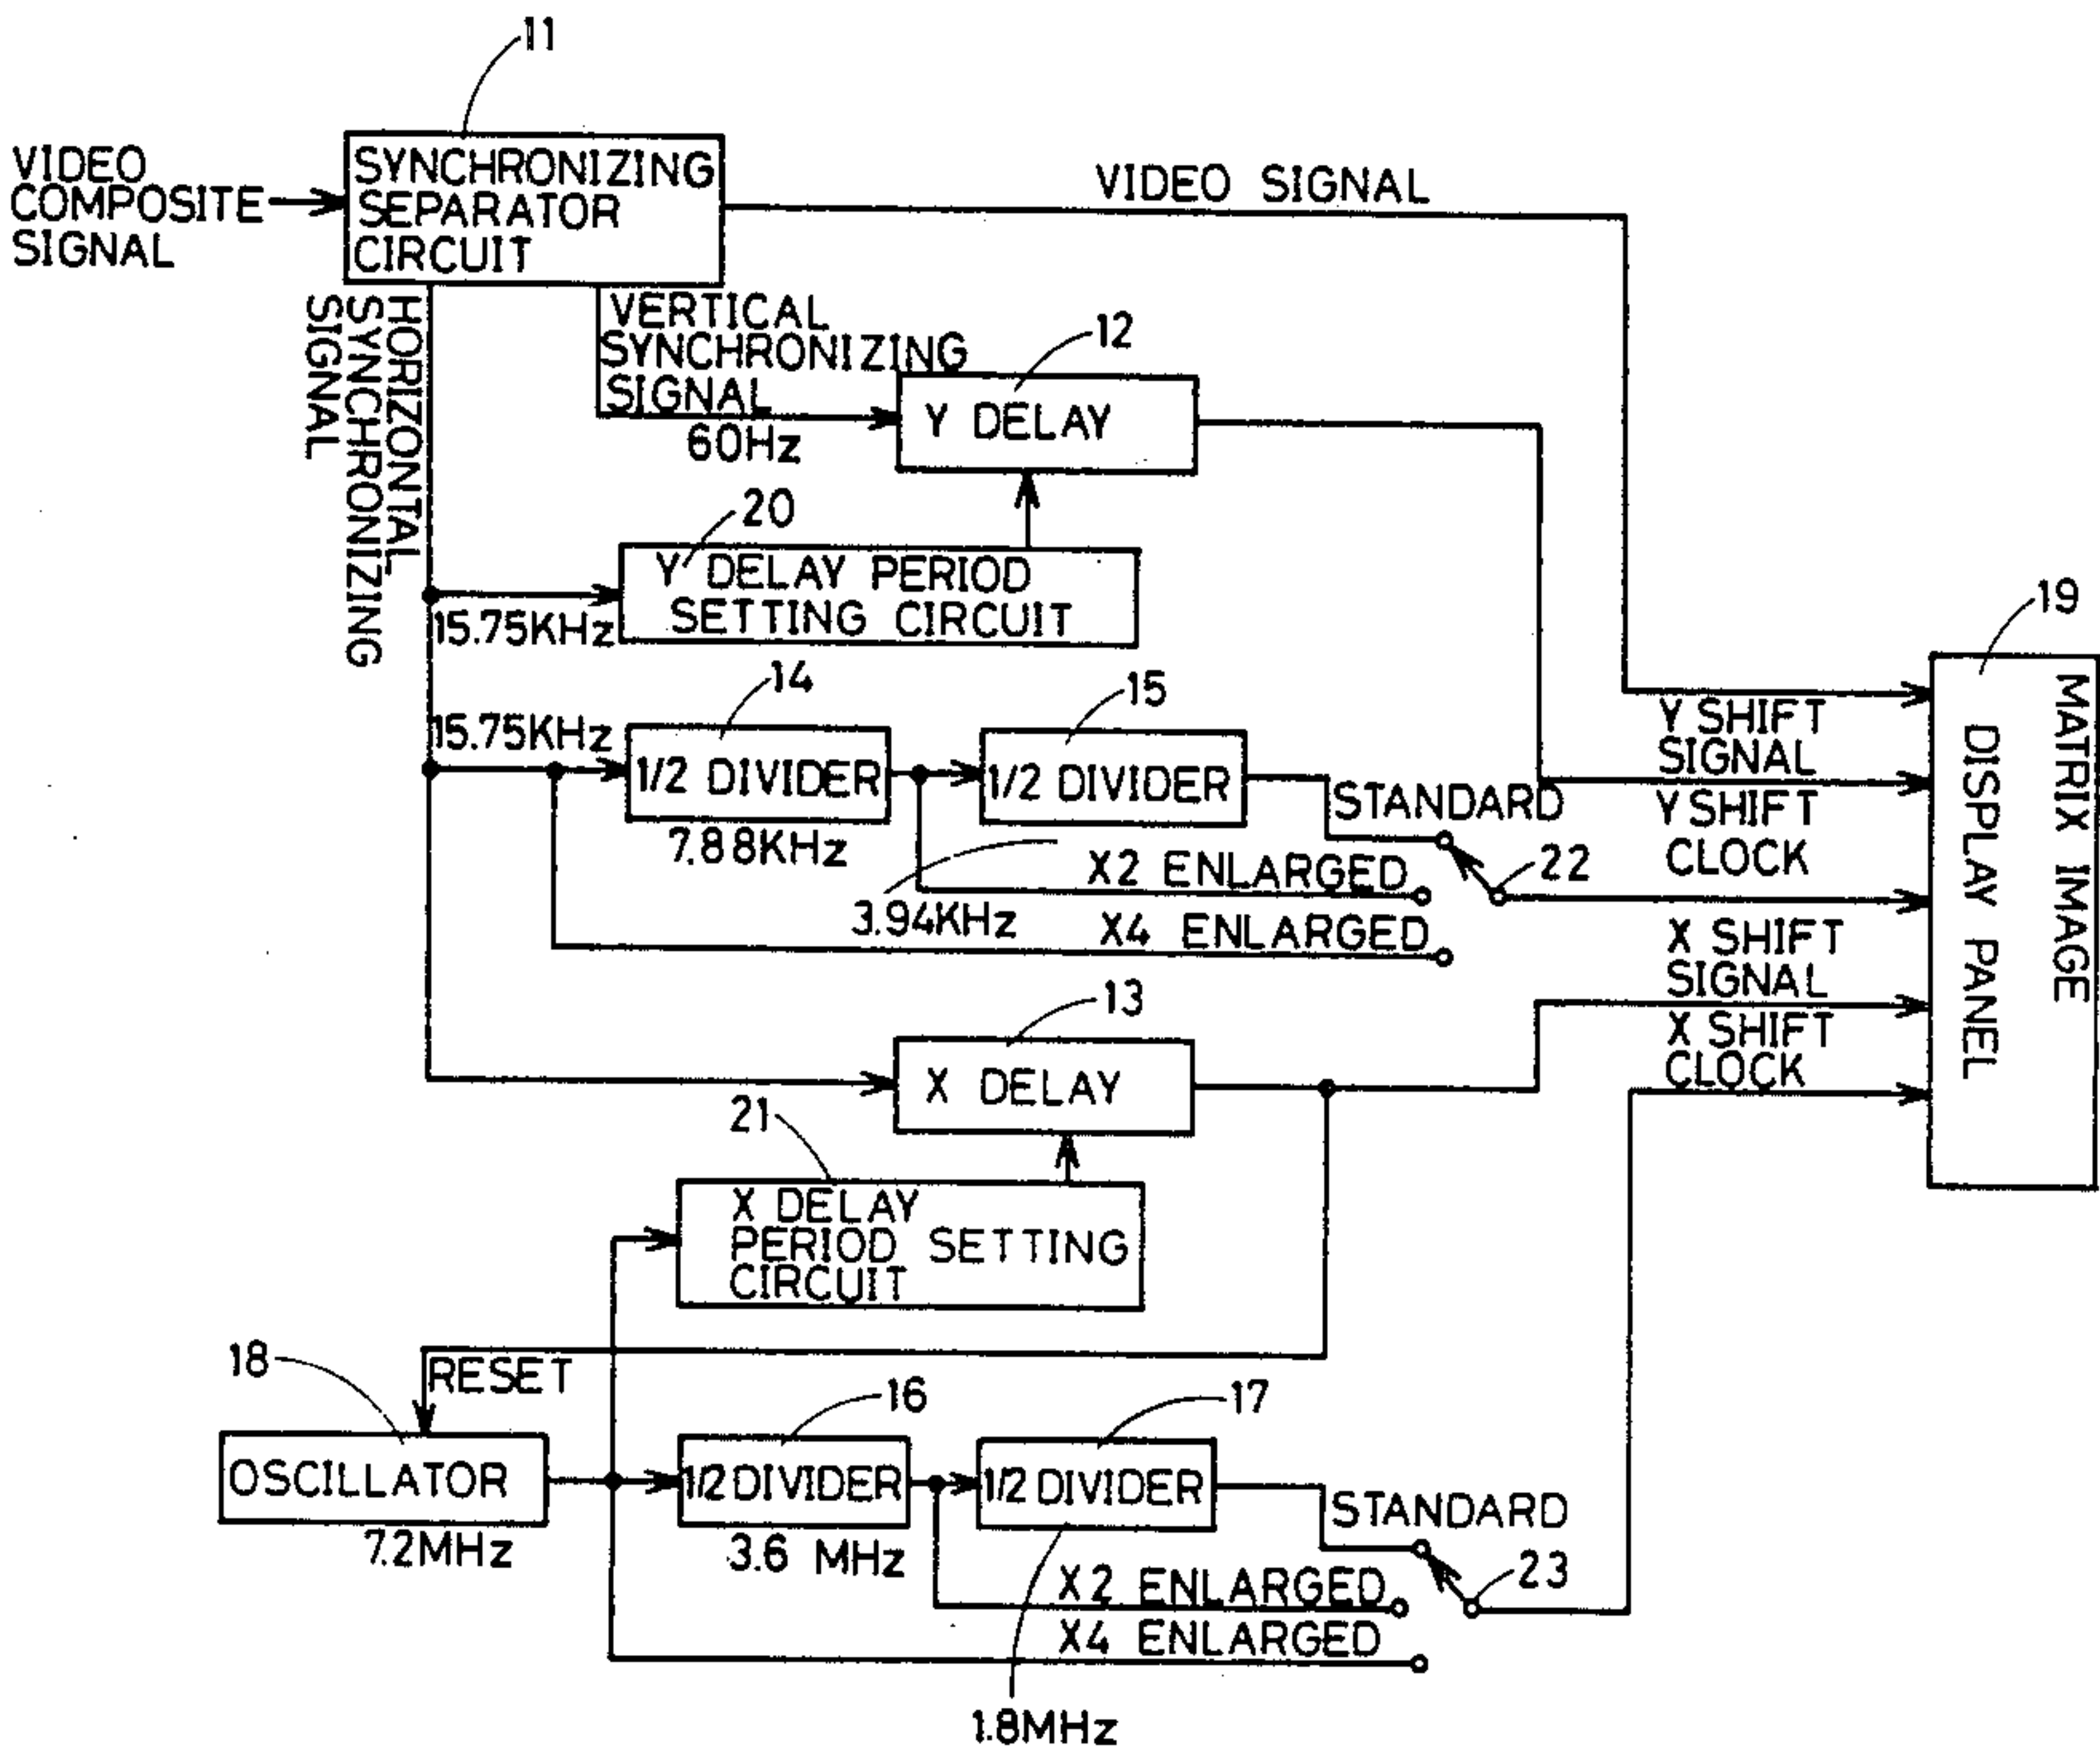 11
VIDEO
COMPOSITE
SIGNAL
SYNCHRONIZING
SEPARATOR
CIRCUIT
VIDEO SIGNAL
HORIZONTAL
SYNCHRONIZING
SIGNAL
VERTICAL
SYNCHRONIZING
SIGNAL
60Hz
12
Y DELAY
20
Y DELAY PERIOD
SETTING CIRCUIT
15.75KHz
19
MATRIX IMAGE
DISPLAY PANEL
15.75KHz
14
1/2 DIVIDER
7.88KHz
15
1/2 DIVIDER
STANDARD
X2 ENLARGED
3.94KHz
X4 ENLARGED
22
Y SHIFT
SIGNAL
Y SHIFT
CLOCK
X SHIFT
SIGNAL
X SHIFT
CLOCK
13
X DELAY
21
X DELAY
PERIOD SETTING
CIRCUIT
18
RESET
OSCILLATOR
7.2MHz
16
1/2 DIVIDER
3.6 MHz
17
1/2 DIVIDER
STANDARD
X2 ENLARGED
X4 ENLARGED
23
1.8MHz